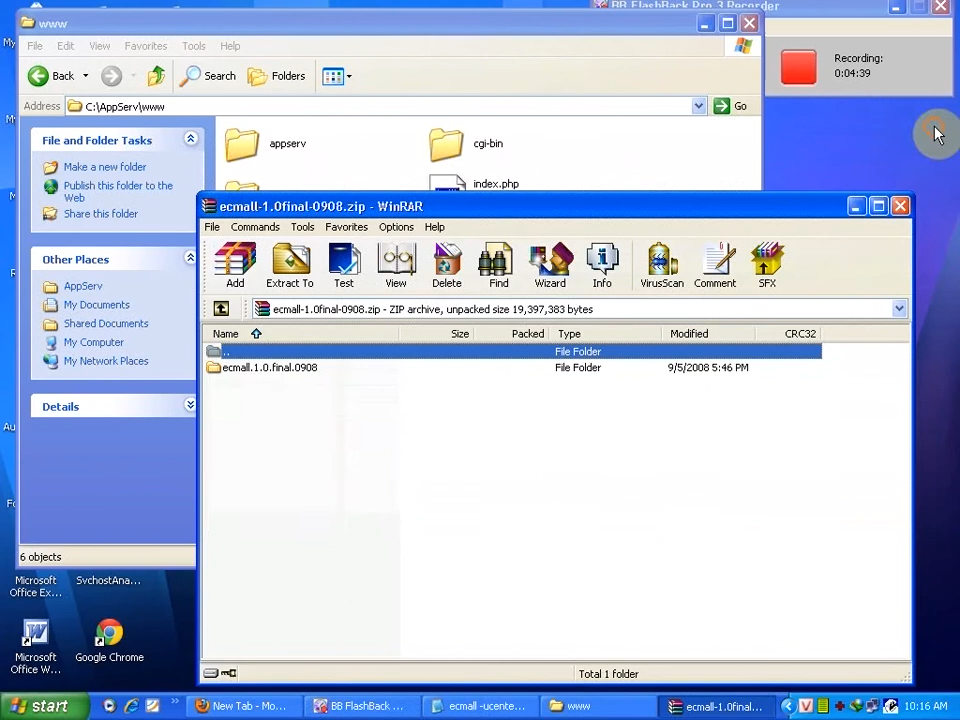 BB FlashBack Pro 3 Recorder
www
File Edit View Favorites Tools Help
Back Search Folders
Address C:\AppServ\www Go
Recording:
0:04:39
File and Folder Tasks
Make a new folder
Publish this folder to the
Web
Share this folder
appserv
cgi-bin
index.php
Other Places
AppServ
My Documents
Shared Documents
My Computer
My Network Places
Details
6 objects
ecmall-1.0final-0908.zip - WinRAR
File Commands Tools Favorites Options Help
Add Extract To Test View Delete Find Wizard Info VirusScan Comment SFX
ecmall-1.0final-0908.zip - ZIP archive, unpacked size 19,397,383 bytes
Name Size Packed Type Modified CRC32
.. File Folder
ecmall.1.0.final.0908 File Folder 9/5/2008 5:46 PM
Total 1 folder
Microsoft
Office Ex...
SvchostAna...
Microsoft
Office W...
Google Chrome
start New Tab - Mo... BB FlashBack ... ecmall -ucente... www ecmall-1.0final... 10:16 AM